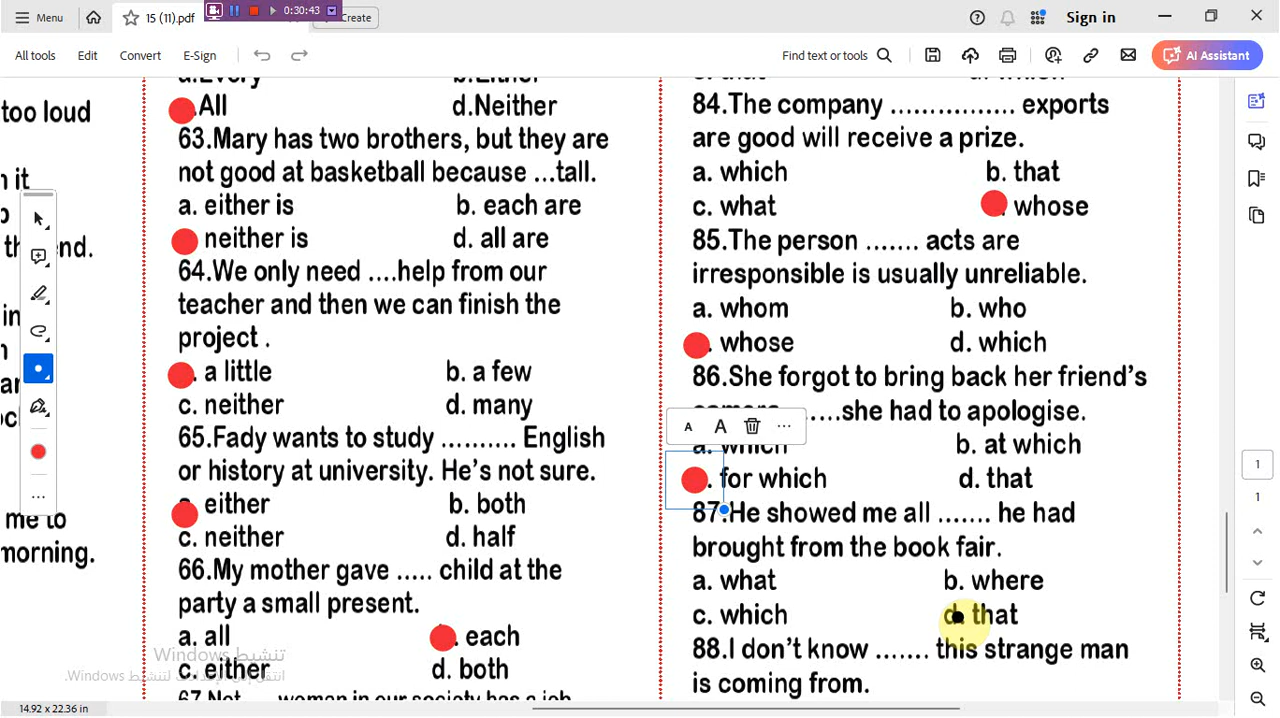 Menu
15 (11).pdf
0:30:43
Create
Sign in
All tools
Edit
Convert
E-Sign
Find text or tools
AI Assistant
too loud
n it
end.
in
me to
morning.
All
d.Neither
63.Mary has two brothers, but they are
not good at basketball because ...tall.
a. either is
b. each are
neither is
d. all are
64.We only need ....help from our
teacher and then we can finish the
project .
. a little
b. a few
c. neither
d. many
65.Fady wants to study .......... English
or history at university. He's not sure.
either
b. both
c. neither
d. half
66.My mother gave ..... child at the
party a small present.
a. all
. each
c. either
d. both
84.The company ................ exports
are good will receive a prize.
a. which
b. that
c. what
. whose
85.The person ....... acts are
irresponsible is usually unreliable.
a. whom
b. who
. whose
d. which
86.She forgot to bring back her friend's
......she had to apologise.
a. which
b. at which
. for which
d. that
87.He showed me all ....... he had
brought from the book fair.
a. what
b. where
c. which
d. that
88.I don't know ....... this strange man
is coming from.
A
A
1
1
تنشيط Windows
انتقل إلى الإعدادات لتنشيط Windows.
14.92 x 22.36 in